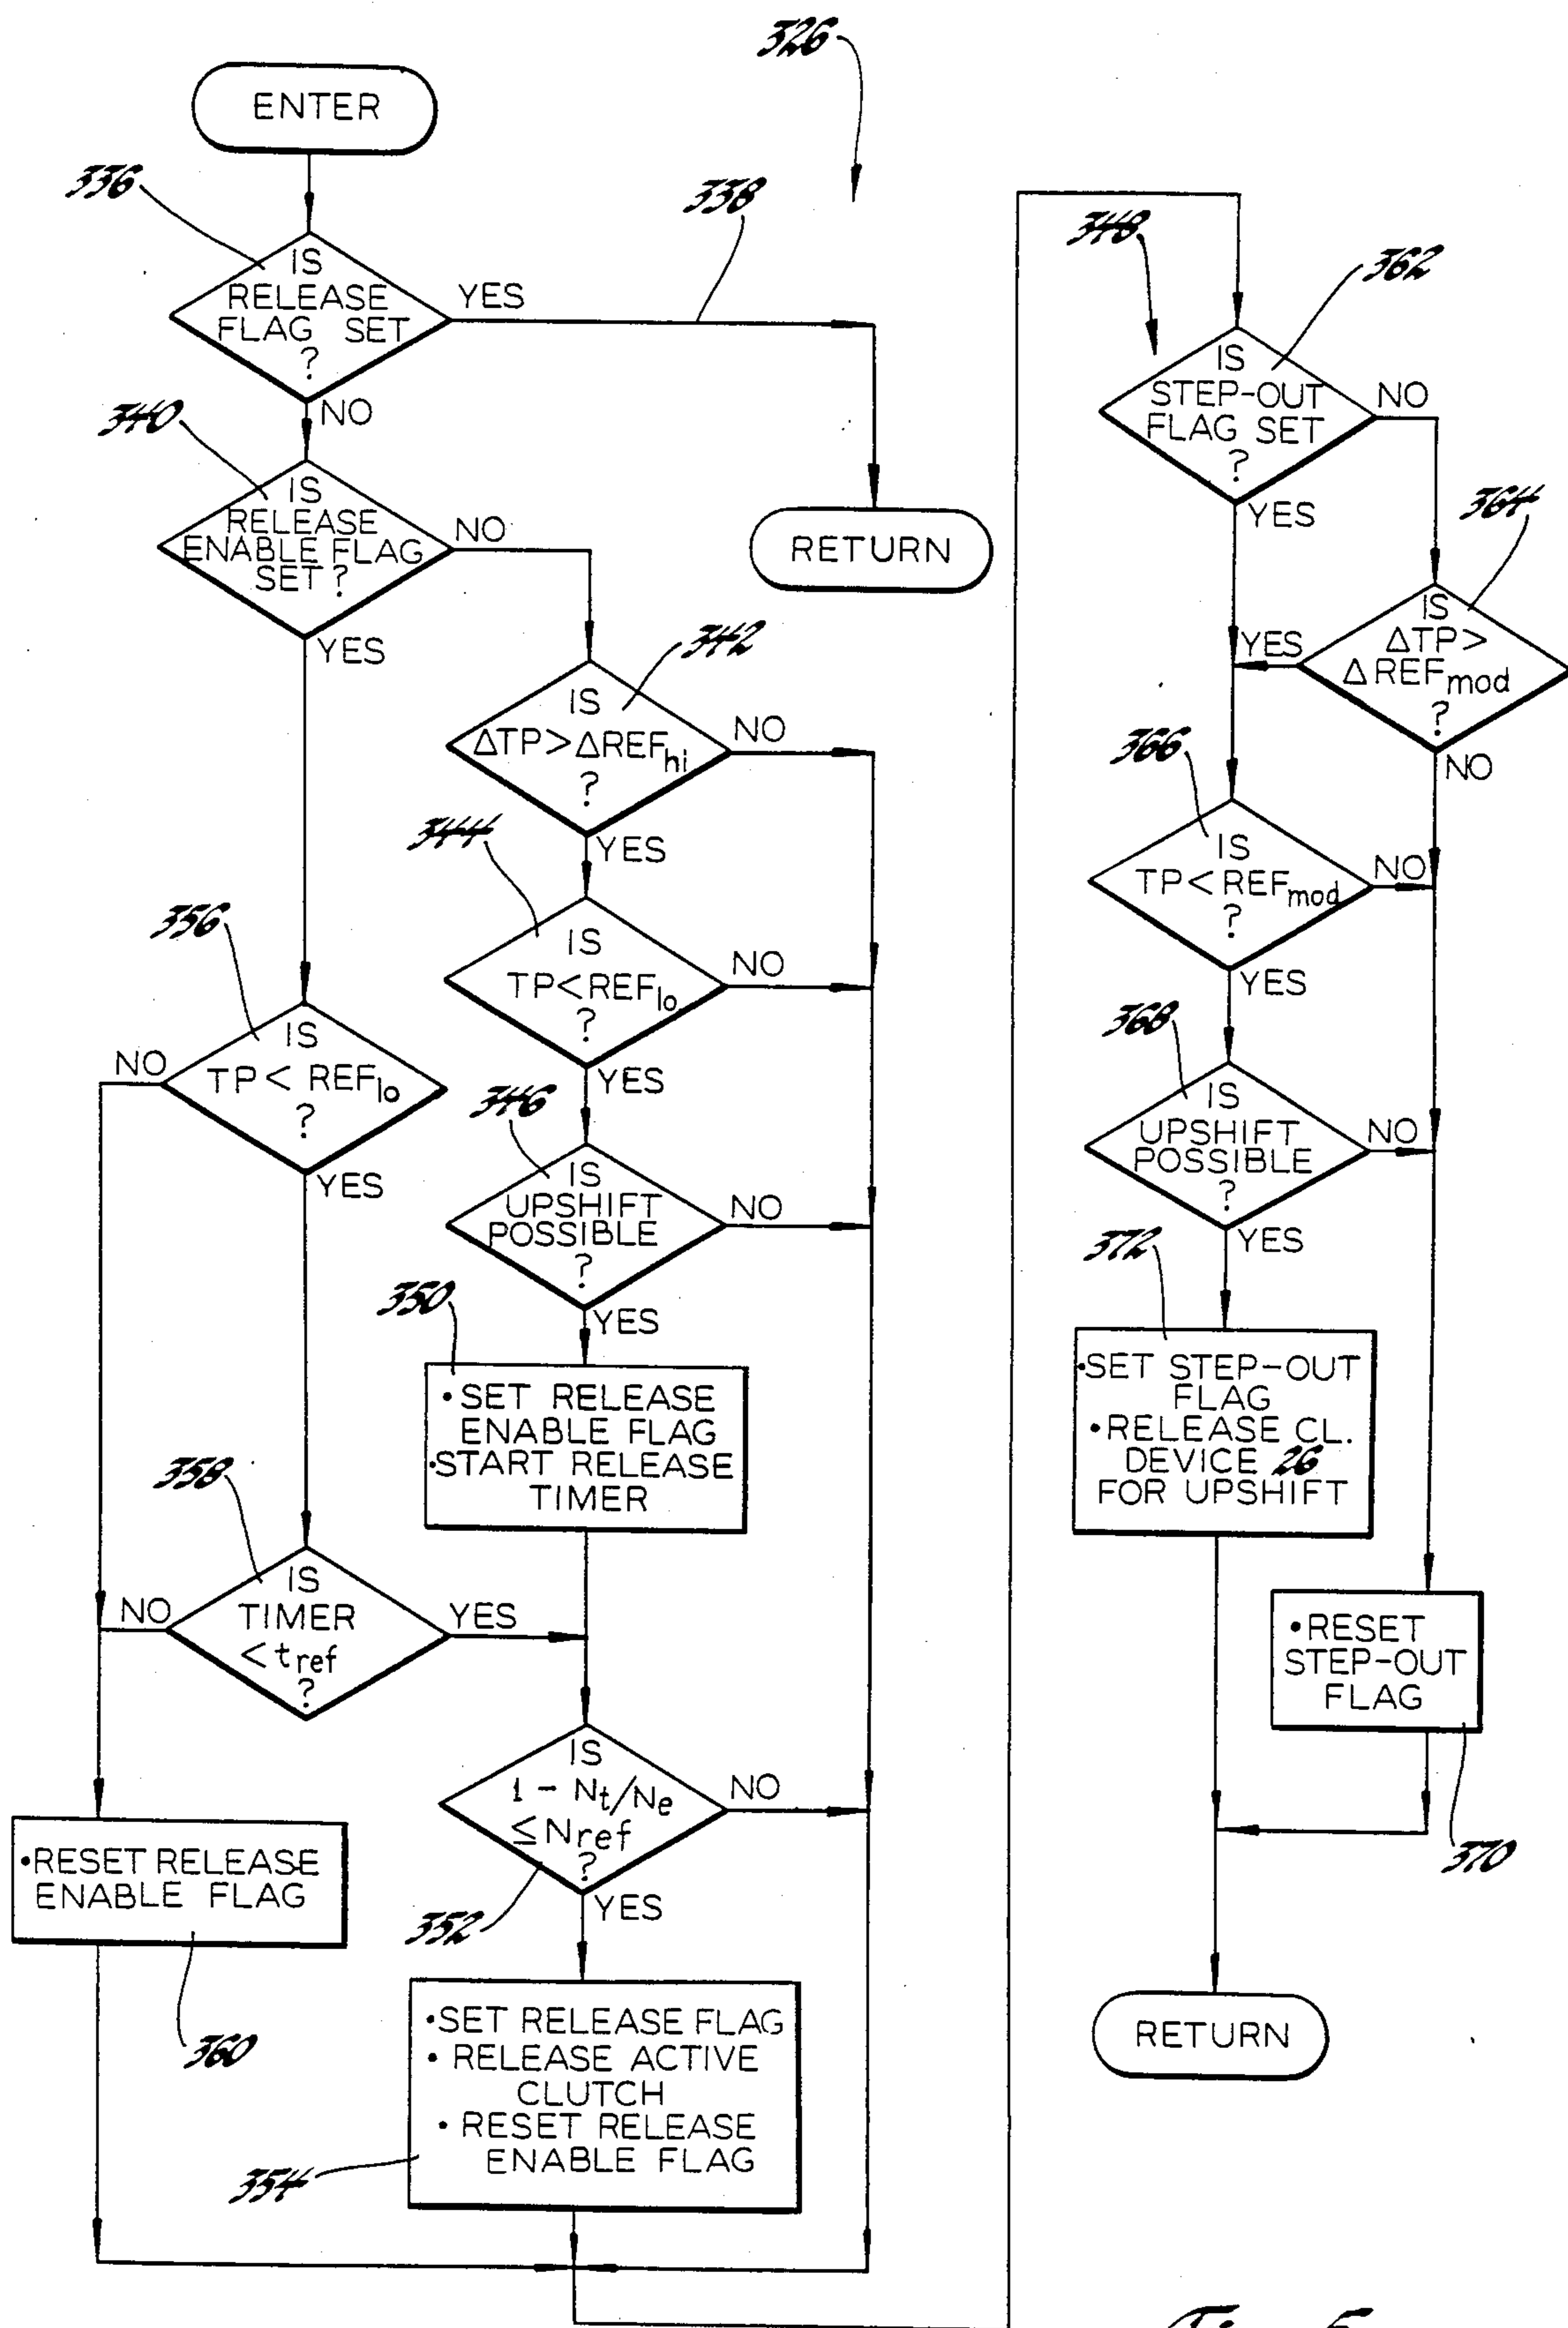 326
ENTER
336
338
IS
RELEASE
FLAG SET
?
YES
NO
340
IS
RELEASE
ENABLE FLAG
SET ?
NO
YES
RETURN
342
IS
ΔTP > ΔREFhi
?
NO
YES
344
IS
TP < REFlo
?
NO
YES
346
IS
UPSHIFT
POSSIBLE
?
NO
YES
350
•SET RELEASE
ENABLE FLAG
•START RELEASE
TIMER
356
IS
TP < REFlo
?
NO
YES
358
IS
TIMER
< tref
?
NO
YES
IS
1 - Nt/Ne
≤ Nref
?
NO
YES
352
•RESET RELEASE
ENABLE FLAG
360
•SET RELEASE FLAG
• RELEASE ACTIVE
CLUTCH
• RESET RELEASE
ENABLE FLAG
354
348
362
IS
STEP-OUT
FLAG SET
?
NO
YES
364
IS
ΔTP >
ΔREFmod
?
YES
NO
366
IS
TP < REFmod
?
NO
YES
368
IS
UPSHIFT
POSSIBLE
?
NO
YES
372
•SET STEP-OUT
FLAG
•RELEASE CL.
DEVICE 26
FOR UPSHIFT
•RESET
STEP-OUT
FLAG
370
RETURN